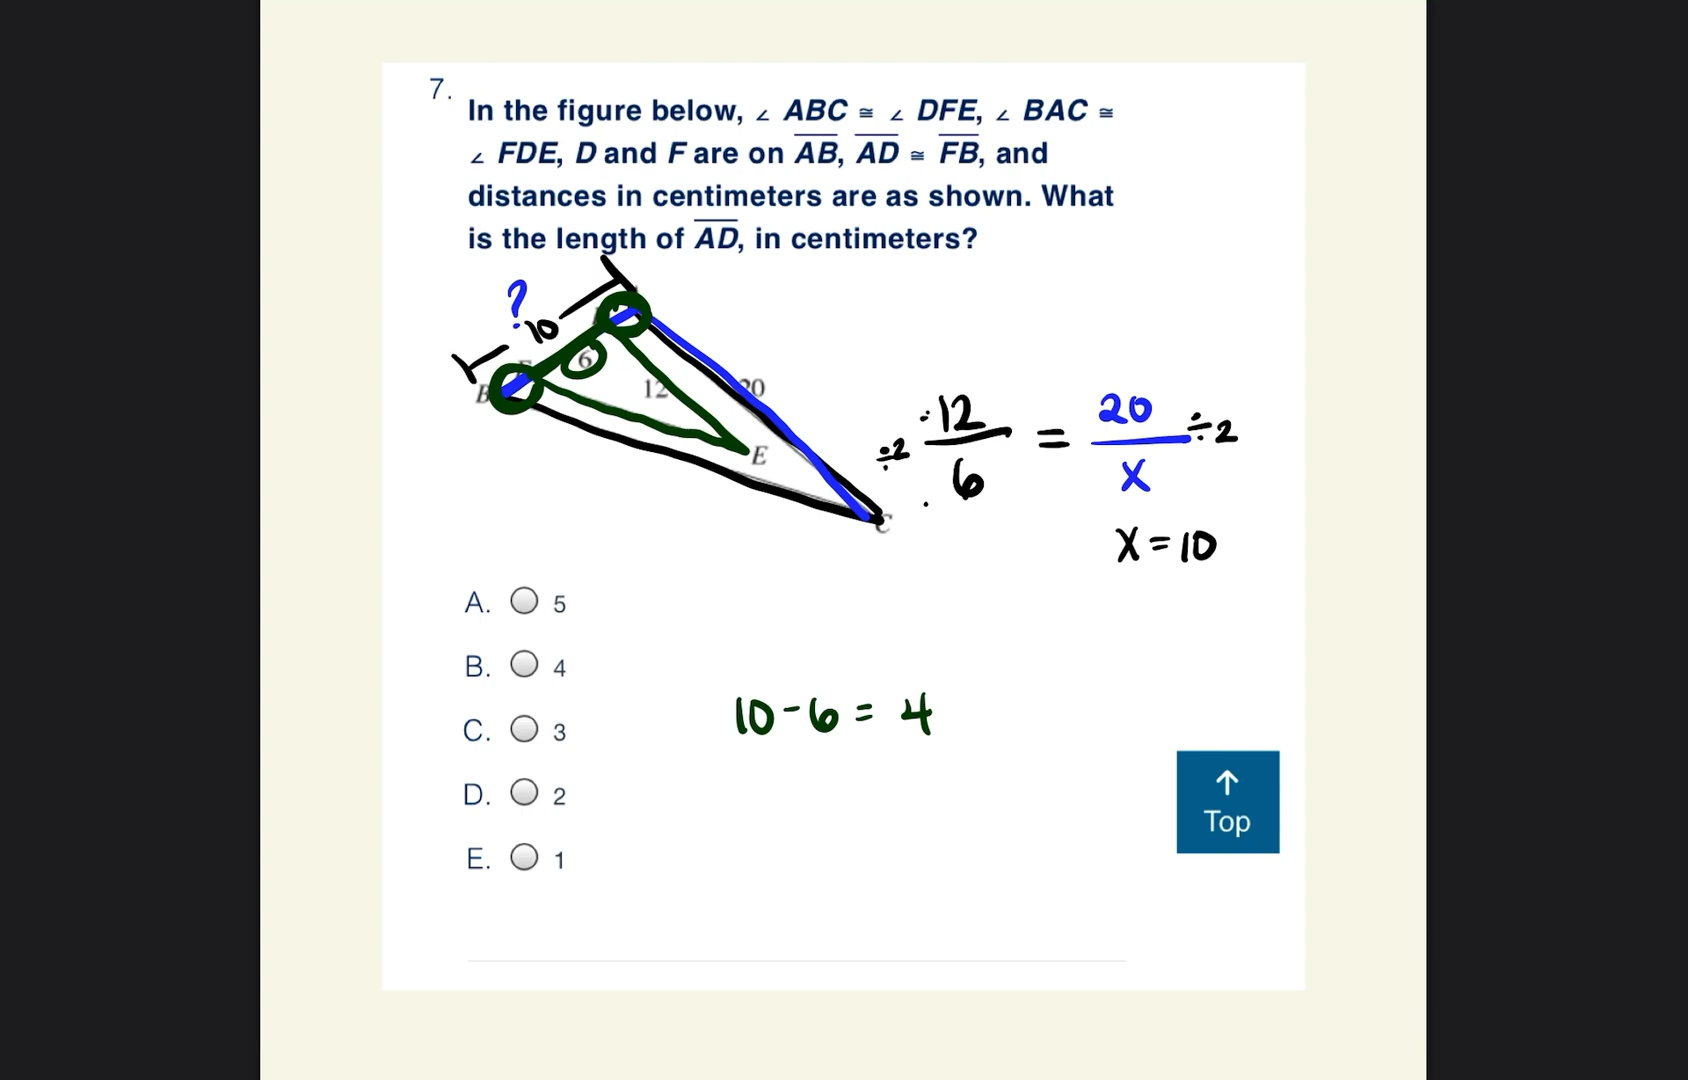 7.
In the figure below, ∠ ABC ≅ ∠ DFE, ∠ BAC ≅
∠ FDE, D and F are on AB, AD ≅ FB, and
distances in centimeters are as shown. What
is the length of AD, in centimeters?
?
10
6
B
12
20
E
C
÷2
12
6
=
20
x
÷2
x = 10
A. 5
B. 4
C. 3
D. 2
E. 1
10 - 6 = 4
↑
Top